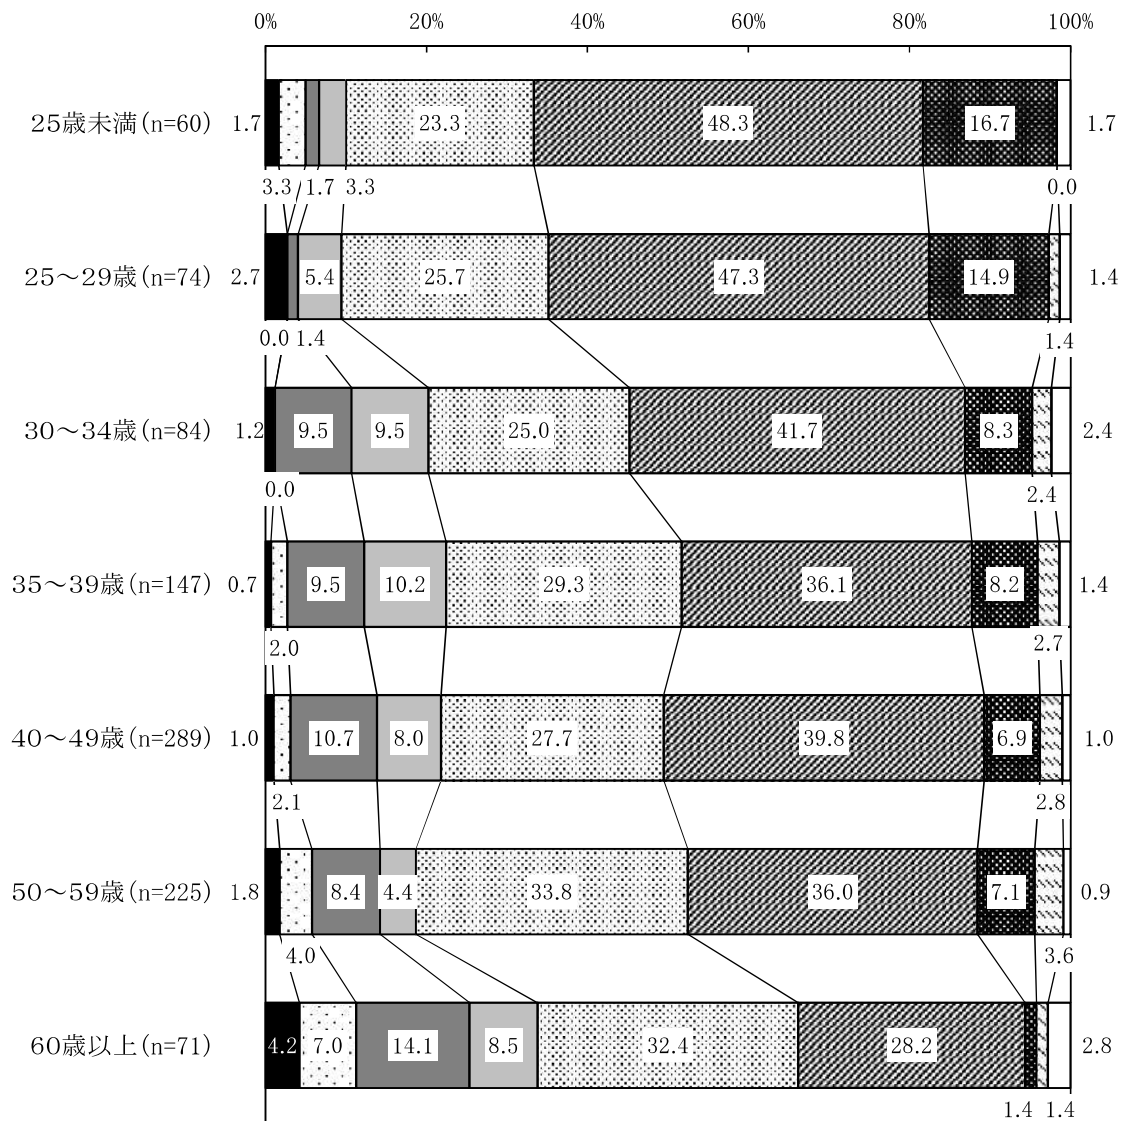 0% 20% 40% 60% 80% 100%
25歳未満(n=60) 1.7 23.3 48.3 16.7 1.7
3.3 1.7 3.3 0.0
25～29歳(n=74) 2.7 5.4 25.7 47.3 14.9 1.4
0.0 1.4 1.4
30～34歳(n=84) 1.2 9.5 9.5 25.0 41.7 8.3 2.4
0.0 2.4
35～39歳(n=147) 0.7 9.5 10.2 29.3 36.1 8.2 1.4
2.0 2.7
40～49歳(n=289) 1.0 10.7 8.0 27.7 39.8 6.9 1.0
2.1 2.8
50～59歳(n=225) 1.8 8.4 4.4 33.8 36.0 7.1 0.9
4.0 3.6
60歳以上(n=71) 4.2 7.0 14.1 8.5 32.4 28.2 2.8
1.4 1.4